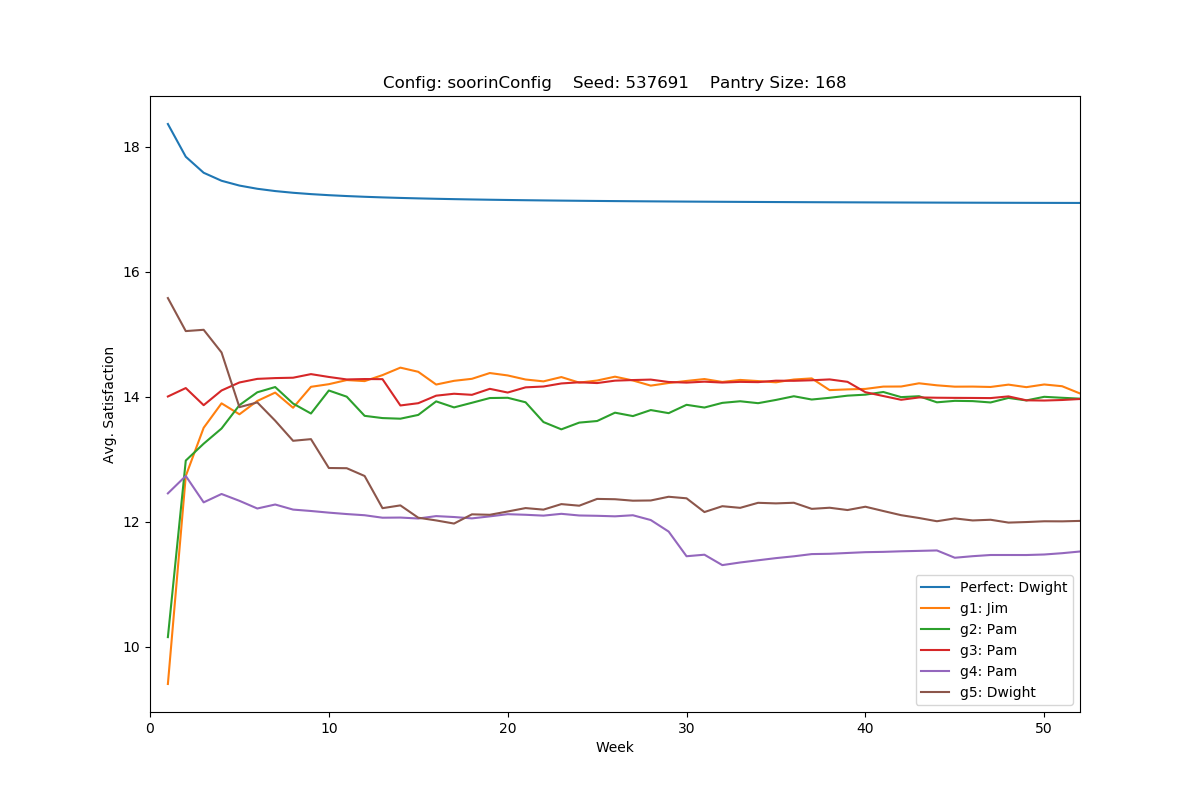 Config: soorinConfig    Seed: 537691    Pantry Size: 168
Avg. Satisfaction
18
16
14
12
10
0 10 20 30 40 50
Week
Perfect: Dwight
g1: Jim
g2: Pam
g3: Pam
g4: Pam
g5: Dwight